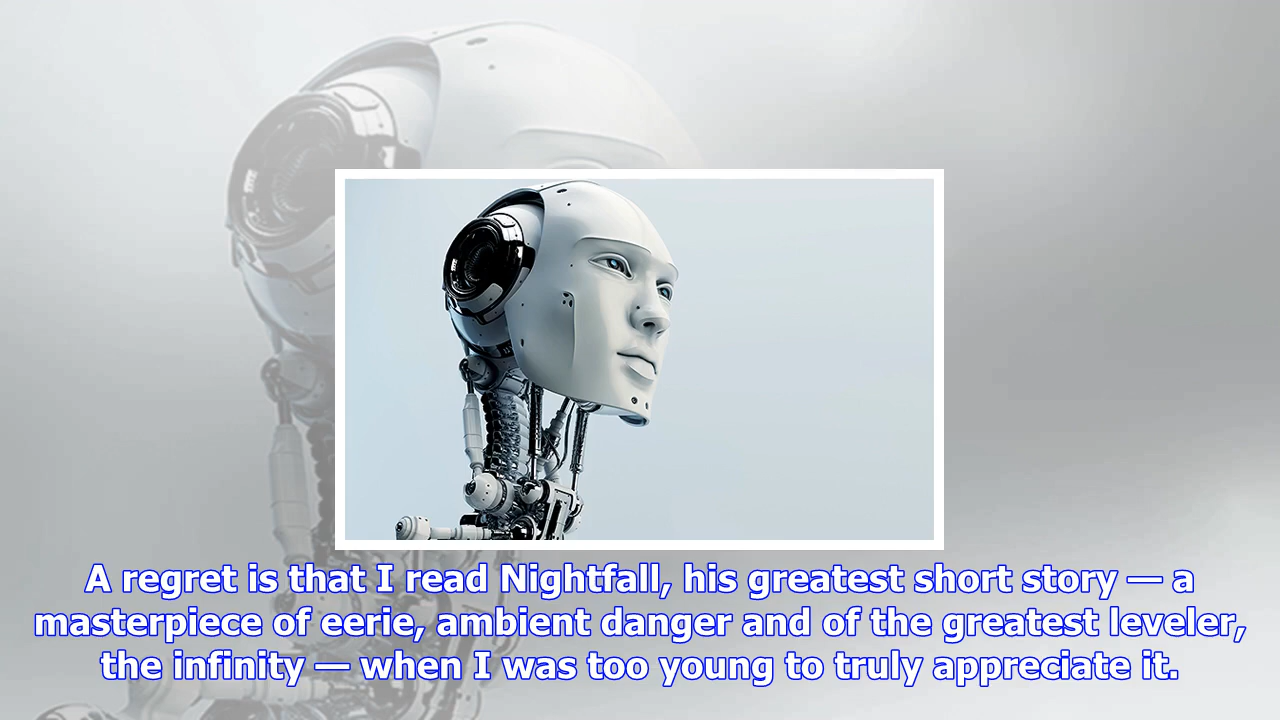 A regret is that I read Nightfall, his greatest short story — a
masterpiece of eerie, ambient danger and of the greatest leveler,
the infinity — when I was too young to truly appreciate it.